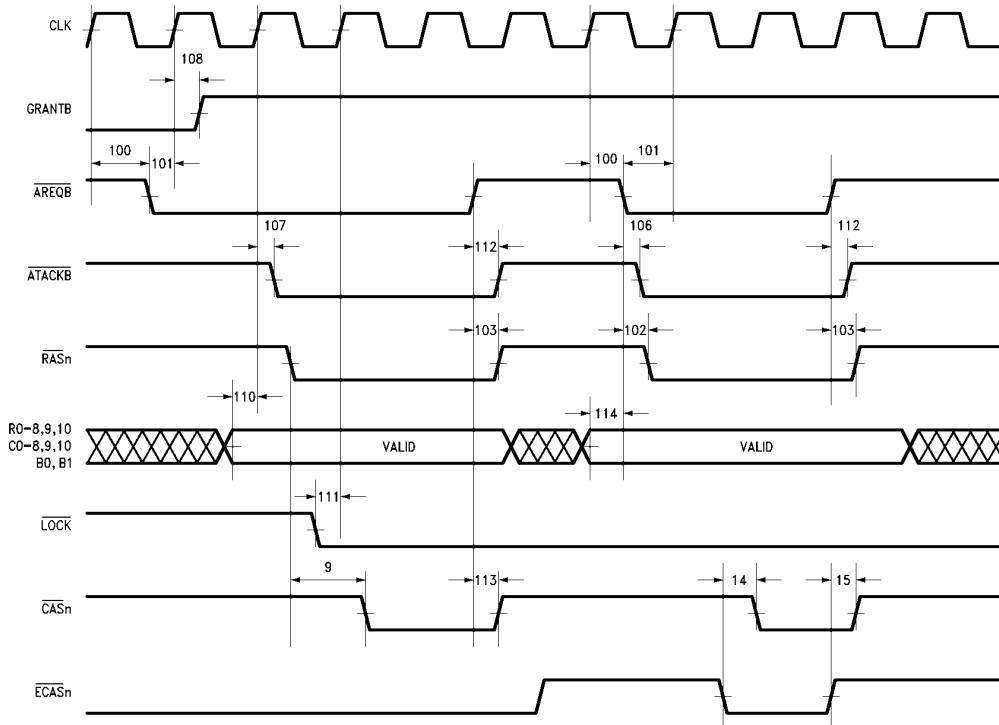 CLK
108
GRANTB
100 101 100 101
AREQB
107 106 112
112
ATACKB
103 102 103
RASn
110 114
R0-8,9,10
C0-8,9,10
B0, B1
VALID VALID
111
LOCK
9 113 14 15
CASn
ECASn